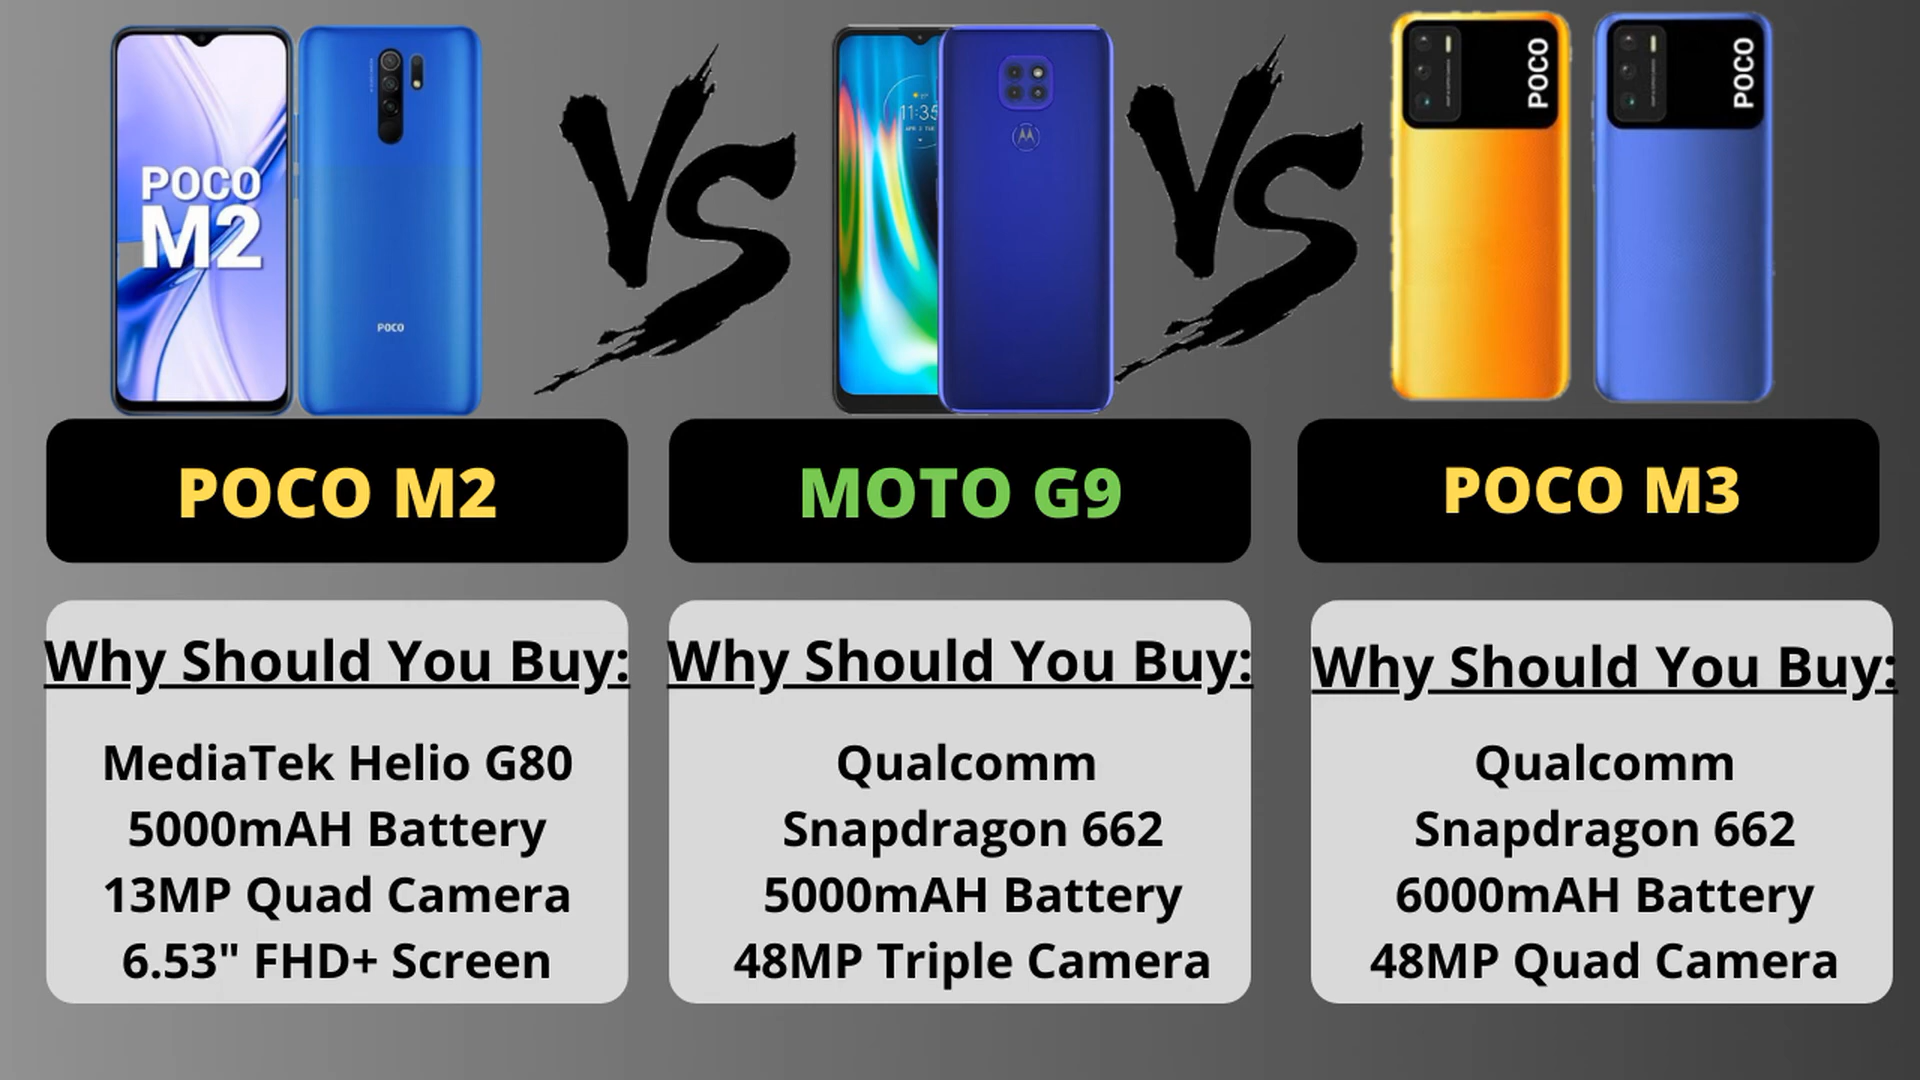 POCO
M2
POCO
VS
11:35
VS
POCO
POCO
POCO M2
MOTO G9
POCO M3
Why Should You Buy:
MediaTek Helio G80
5000mAH Battery
13MP Quad Camera
6.53" FHD+ Screen
Why Should You Buy:
Qualcomm
Snapdragon 662
5000mAH Battery
48MP Triple Camera
Why Should You Buy:
Qualcomm
Snapdragon 662
6000mAH Battery
48MP Quad Camera